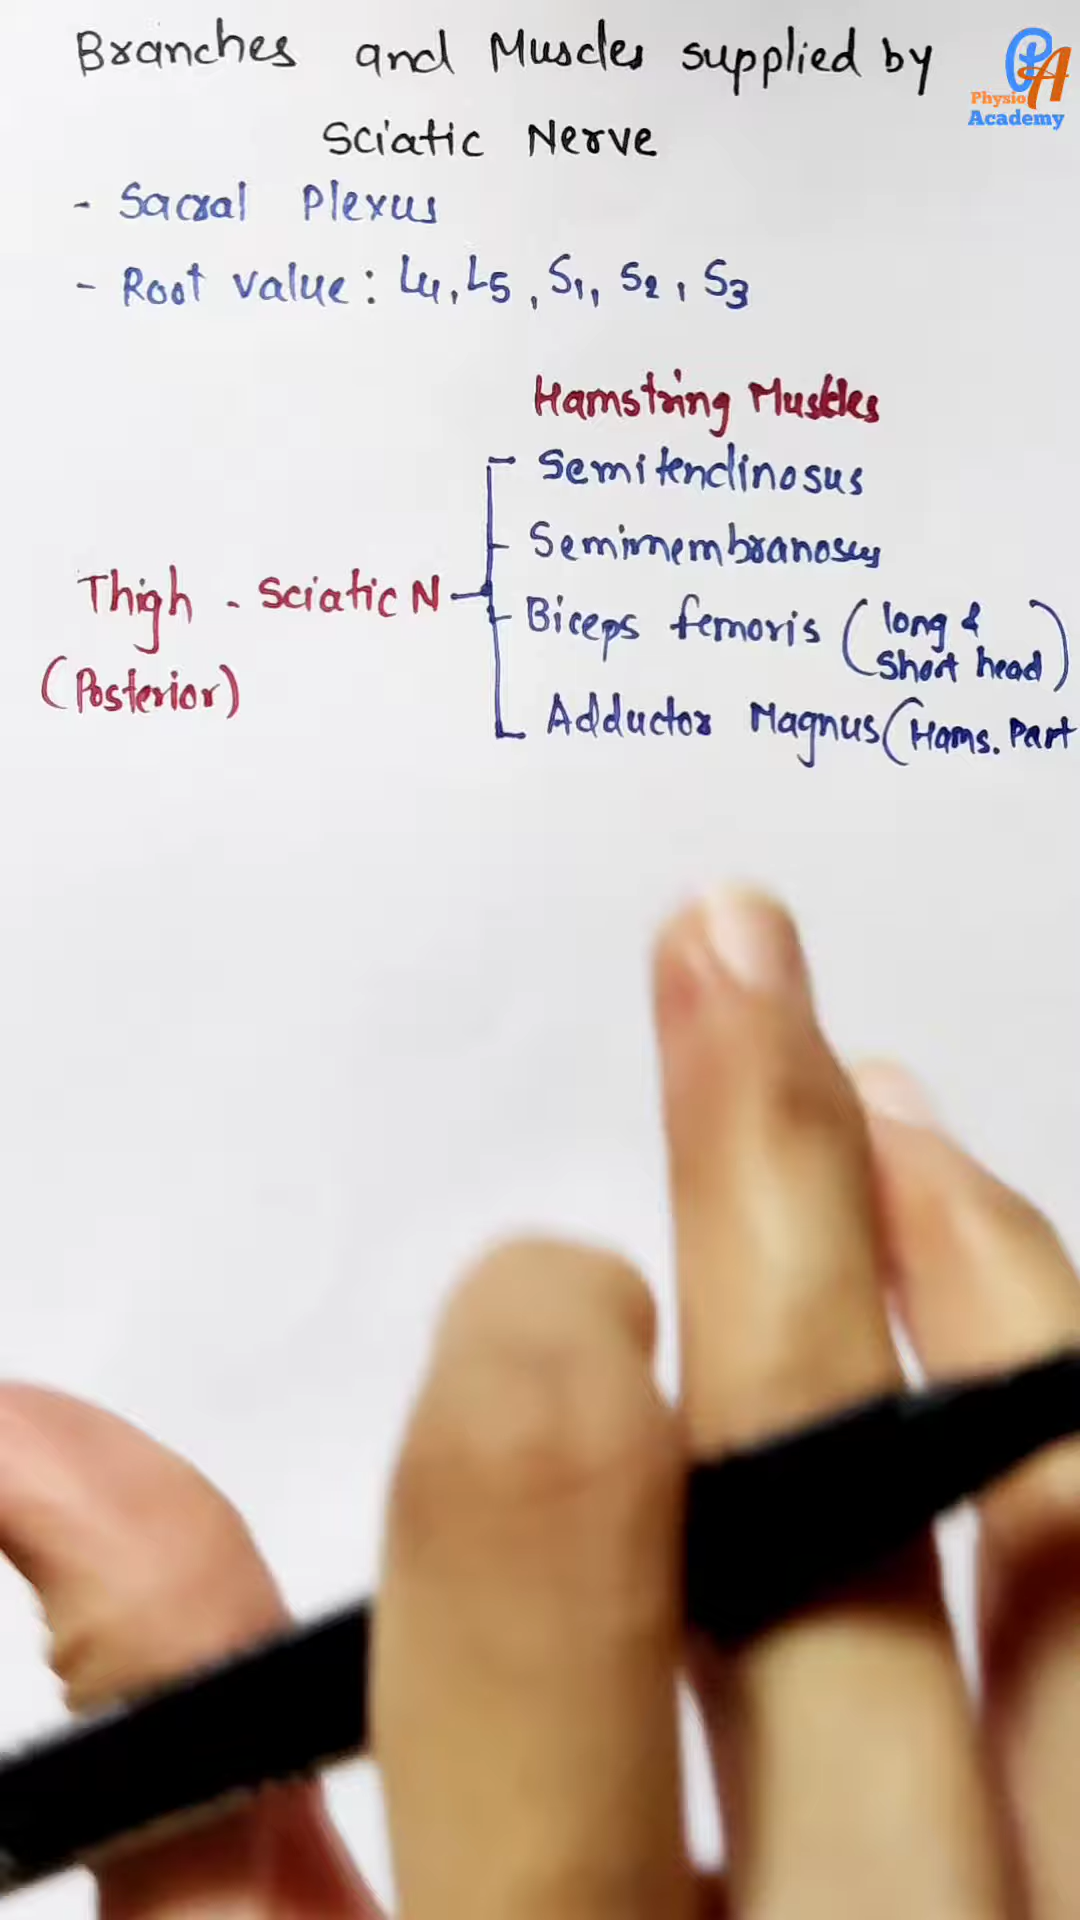 Branches and Muscles supplied by
Sciatic Nerve
Physio
Academy
- Sacral Plexus
- Root value: L4, L5, S1, S2, S3
Hamstring Muscles
Semitendinosus
Semimembranosus
Thigh - Sciatic N
(Posterior)
Biceps femoris (long &
short head)
Adductor Magnus (Hams. Part